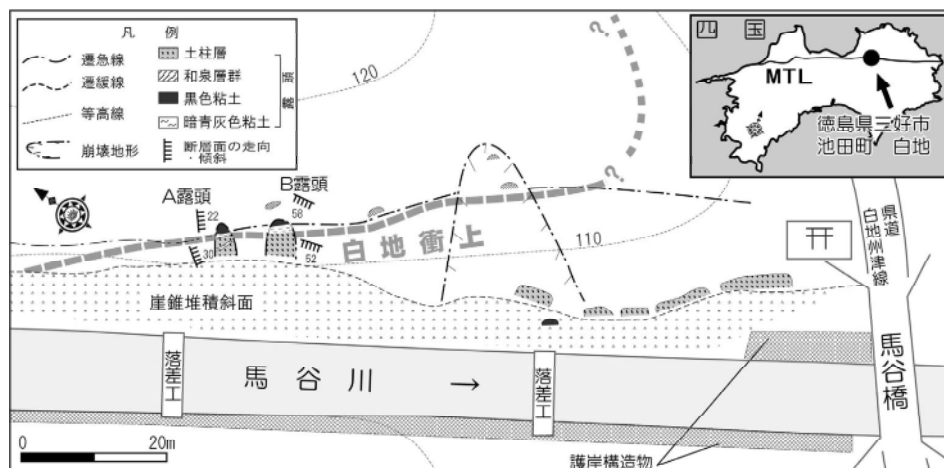 凡 例
遷急線
遷緩線
等高線
崩壊地形
土柱層
和泉層群
黒色粘土
暗青灰色粘土
露頭
断層面の走向
・傾斜
120
四国
MTL
徳島県三好市
池田町 白地
?
?
A露頭
B露頭
22
30
58
52
白地衝上
110
県道
白地州津線
崖錐堆積斜面
落差工
馬谷川 →
落差工
馬谷橋
0 20m
護岸構造物